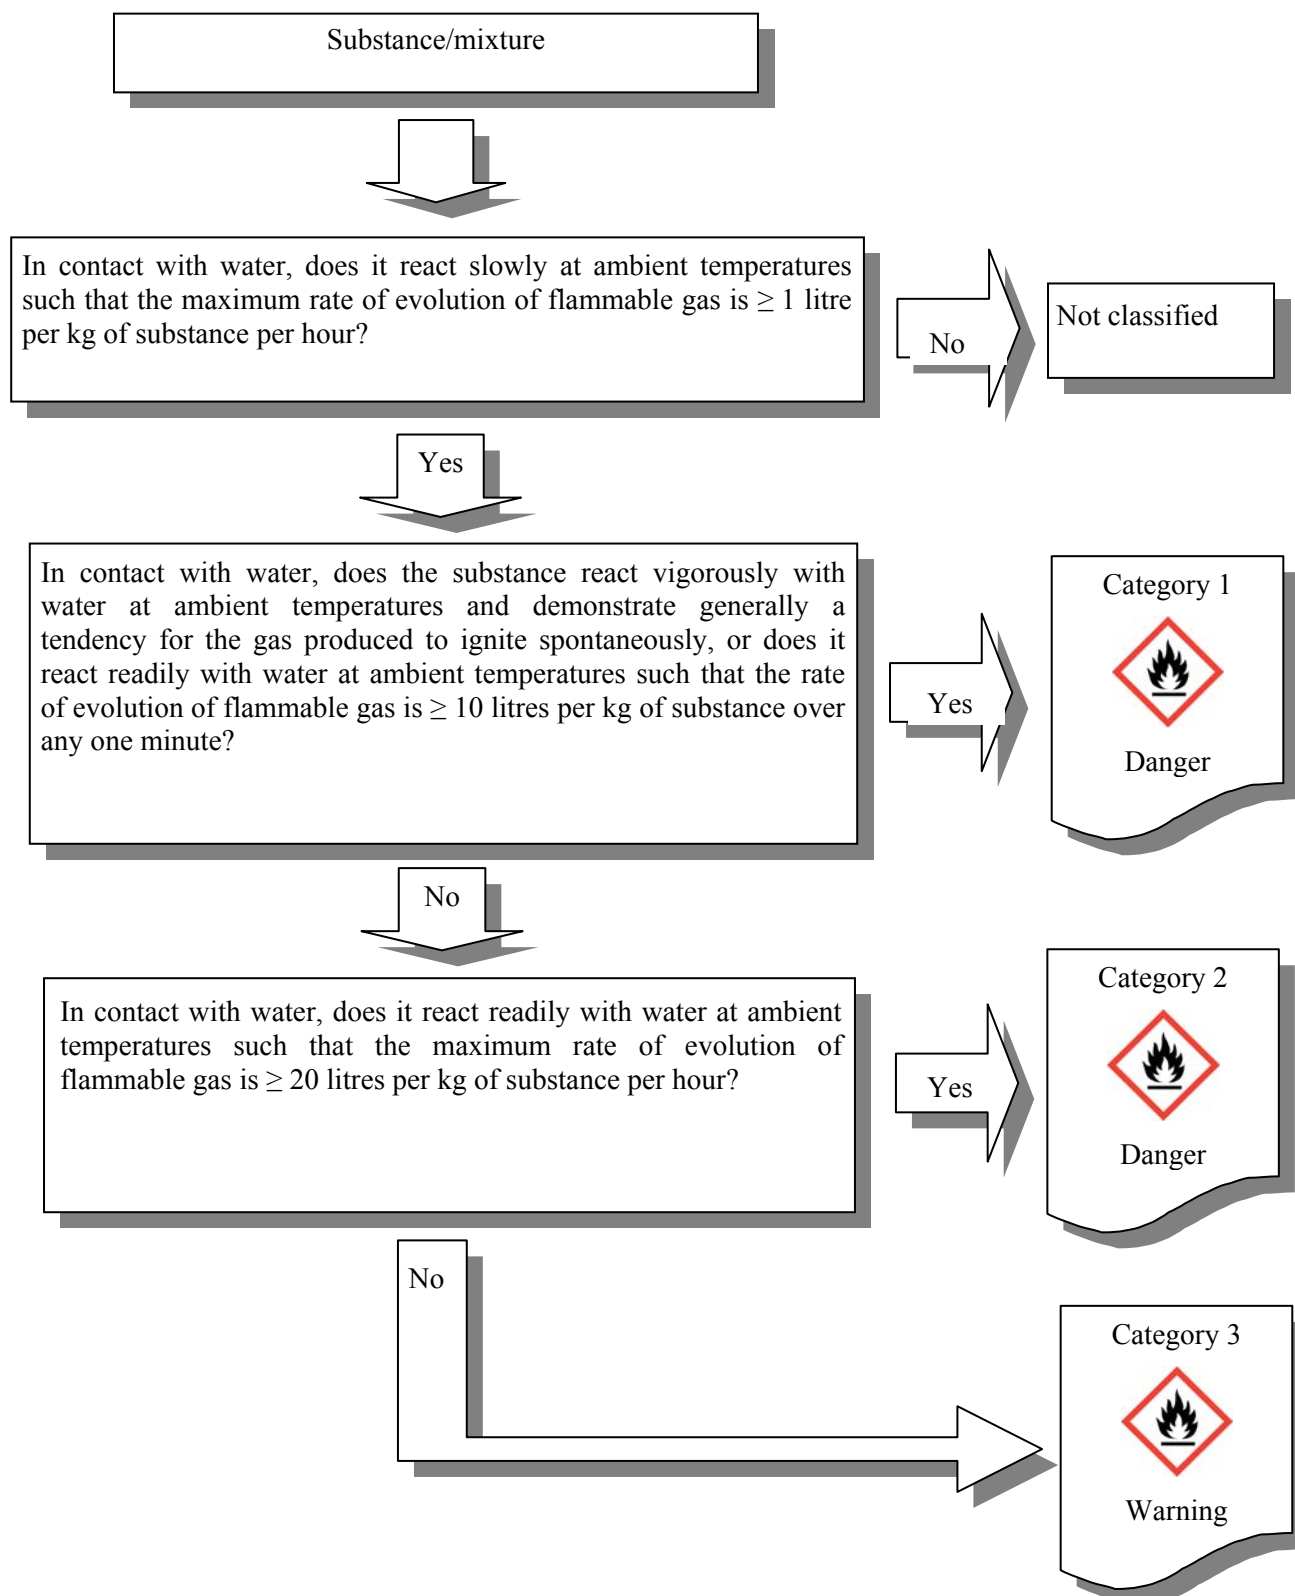 Substance/mixture
In contact with water, does it react slowly at ambient temperatures
such that the maximum rate of evolution of flammable gas is ≥ 1 litre
per kg of substance per hour?
No
Not classified
Yes
In contact with water, does the substance react vigorously with
water at ambient temperatures and demonstrate generally a
tendency for the gas produced to ignite spontaneously, or does it
react readily with water at ambient temperatures such that the rate
of evolution of flammable gas is ≥ 10 litres per kg of substance over
any one minute?
Yes
Category 1
Danger
No
In contact with water, does it react readily with water at ambient
temperatures such that the maximum rate of evolution of
flammable gas is ≥ 20 litres per kg of substance per hour?
Yes
Category 2
Danger
No
Category 3
Warning